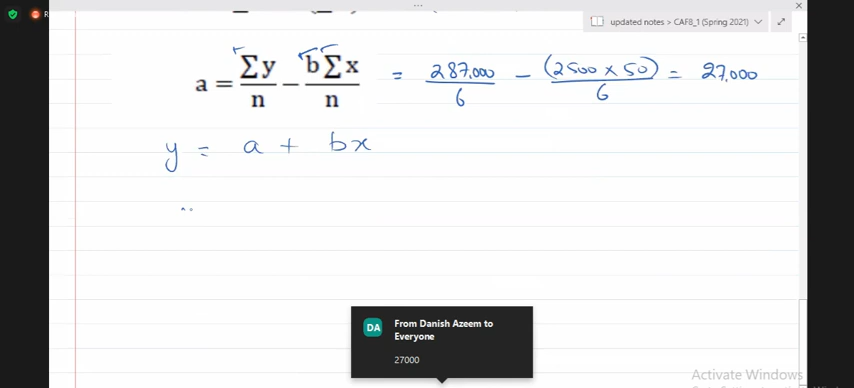 updated notes > CAF8_1 (Spring 2021)
a = Σy/n − bΣx/n = 287,000/6 − (2500 × 50)/6 = 27,000
y = a + bx
DA
From Danish Azeem to
Everyone
27000
Activate Windows